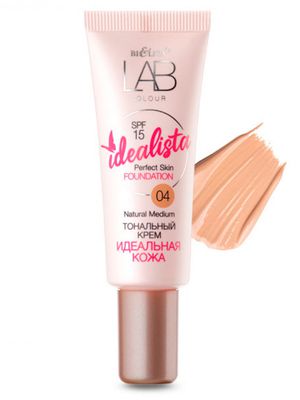 BIELITA
LAB
COLOUR
SPF
15
idealista
Perfect Skin
FOUNDATION
04
Natural Medium
ТОНАЛЬНЫЙ
КРЕМ
ИДЕАЛЬНАЯ
КОЖА